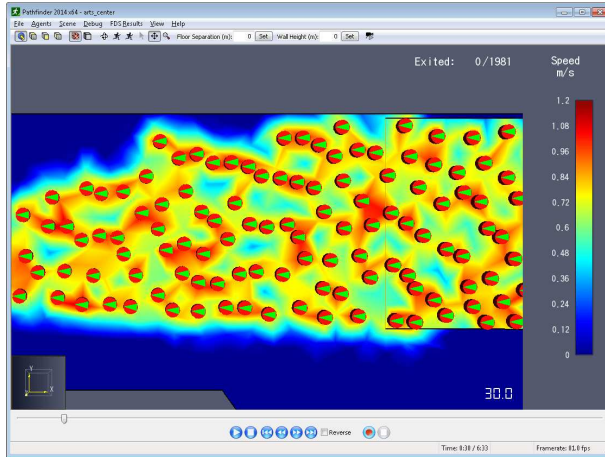 Pathfinder 2014 x64 - arts_center
File Agents Scene Debug FDS Results View Help
Floor Separation (m): 0 Set Wall Height (m): 0 Set
Exited: 0/1981
Speed
m/s
1.2
1.08
0.96
0.84
0.72
0.6
0.48
0.36
0.24
0.12
0
Y
X
30.0
Reverse
Time: 0:30 / 6:33 Framerate: 81.0 fps